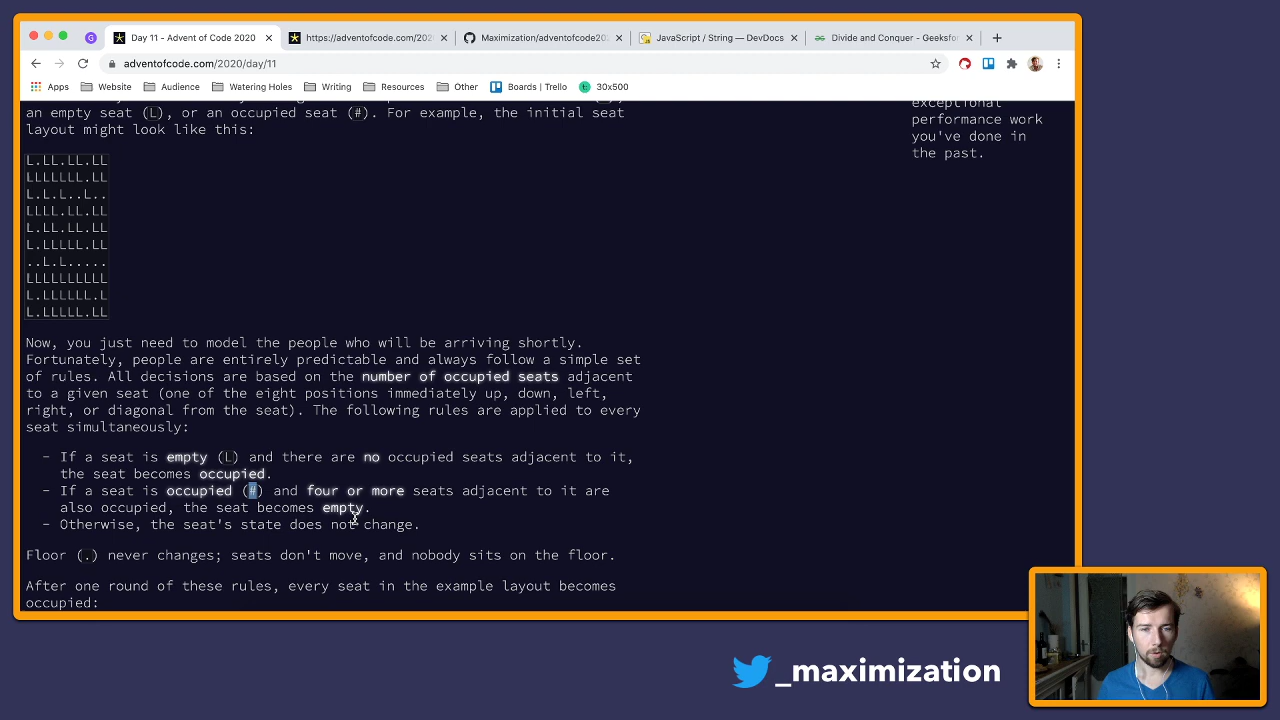 Day 11 - Advent of Code 2020
https://adventofcode.com/202
Maximization/adventofcode202
JavaScript / String — DevDocs
Divide and Conquer - Geeksfor
adventofcode.com/2020/day/11
Apps Website Audience Watering Holes Writing Resources Other Boards | Trello 30x500
an empty seat (L), or an occupied seat (#). For example, the initial seat
layout might look like this:
exceptional
performance work
you've done in
the past.
L.LL.LL.LL
LLLLLLL.LL
L.L.L..L..
LLLL.LL.LL
L.LL.LL.LL
L.LLLLL.LL
..L.L.....
LLLLLLLLLL
L.LLLLLL.L
L.LLLLL.LL
Now, you just need to model the people who will be arriving shortly.
Fortunately, people are entirely predictable and always follow a simple set
of rules. All decisions are based on the number of occupied seats adjacent
to a given seat (one of the eight positions immediately up, down, left,
right, or diagonal from the seat). The following rules are applied to every
seat simultaneously:
- If a seat is empty (L) and there are no occupied seats adjacent to it,
the seat becomes occupied.
- If a seat is occupied (#) and four or more seats adjacent to it are
also occupied, the seat becomes empty.
- Otherwise, the seat's state does not change.
Floor (.) never changes; seats don't move, and nobody sits on the floor.
After one round of these rules, every seat in the example layout becomes
occupied:
_maximization